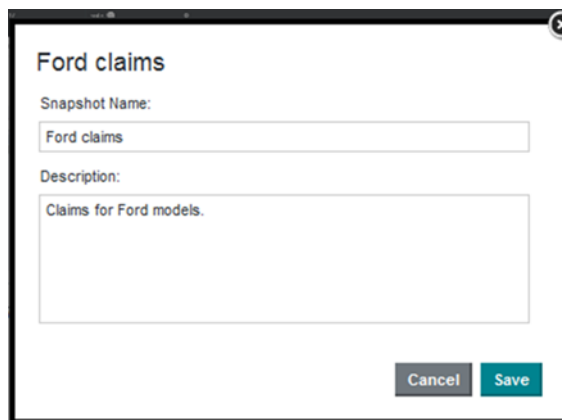 Ford claims
Snapshot Name:
Ford claims
Description:
Claims for Ford models.
Cancel Save